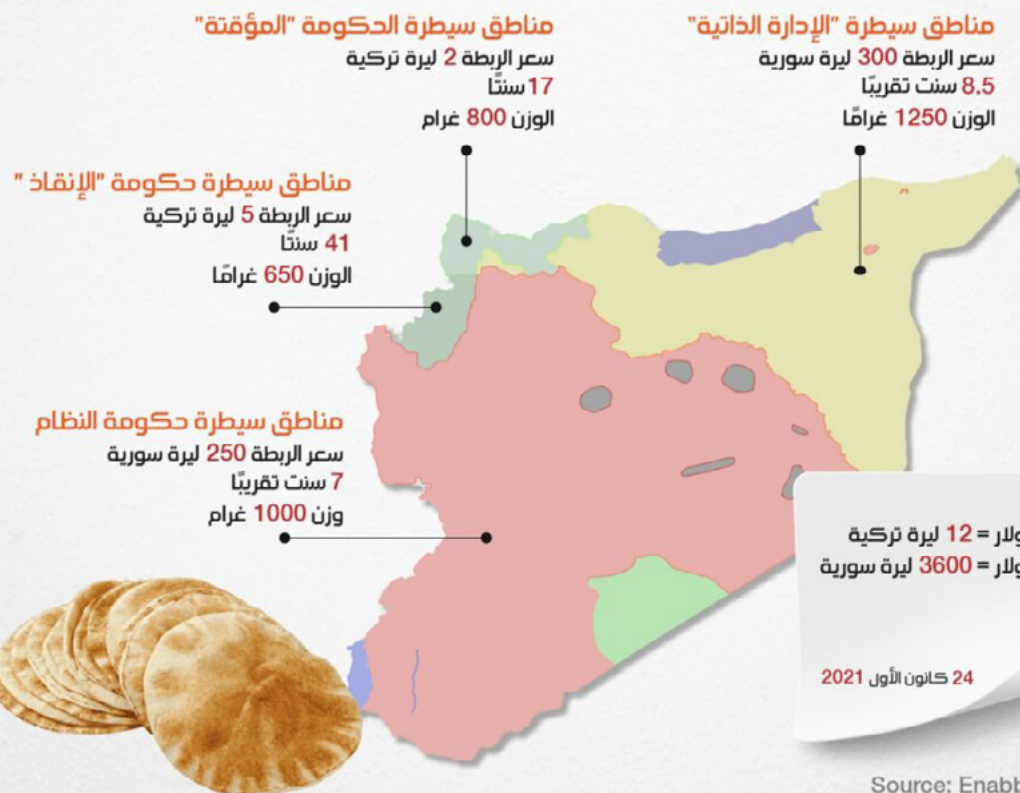 مناطق سيطرة "الإدارة الذاتية"
سعر الربطة 300 ليرة سورية
8.5 سنت تقريبًا
الوزن 1250 غرامًا
مناطق سيطرة الحكومة "المؤقتة"
سعر الربطة 2 ليرة تركية
17 سنتًا
الوزن 800 غرام
مناطق سيطرة حكومة "الإنقاذ "
سعر الربطة 5 ليرة تركية
41 سنتًا
الوزن 650 غرامًا
مناطق سيطرة حكومة النظام
سعر الربطة 250 ليرة سورية
7 سنت تقريبًا
وزن 1000 غرام
= 12 ليرة تركية
= 3600 ليرة سورية
24 كانون الأول 2021
Source: